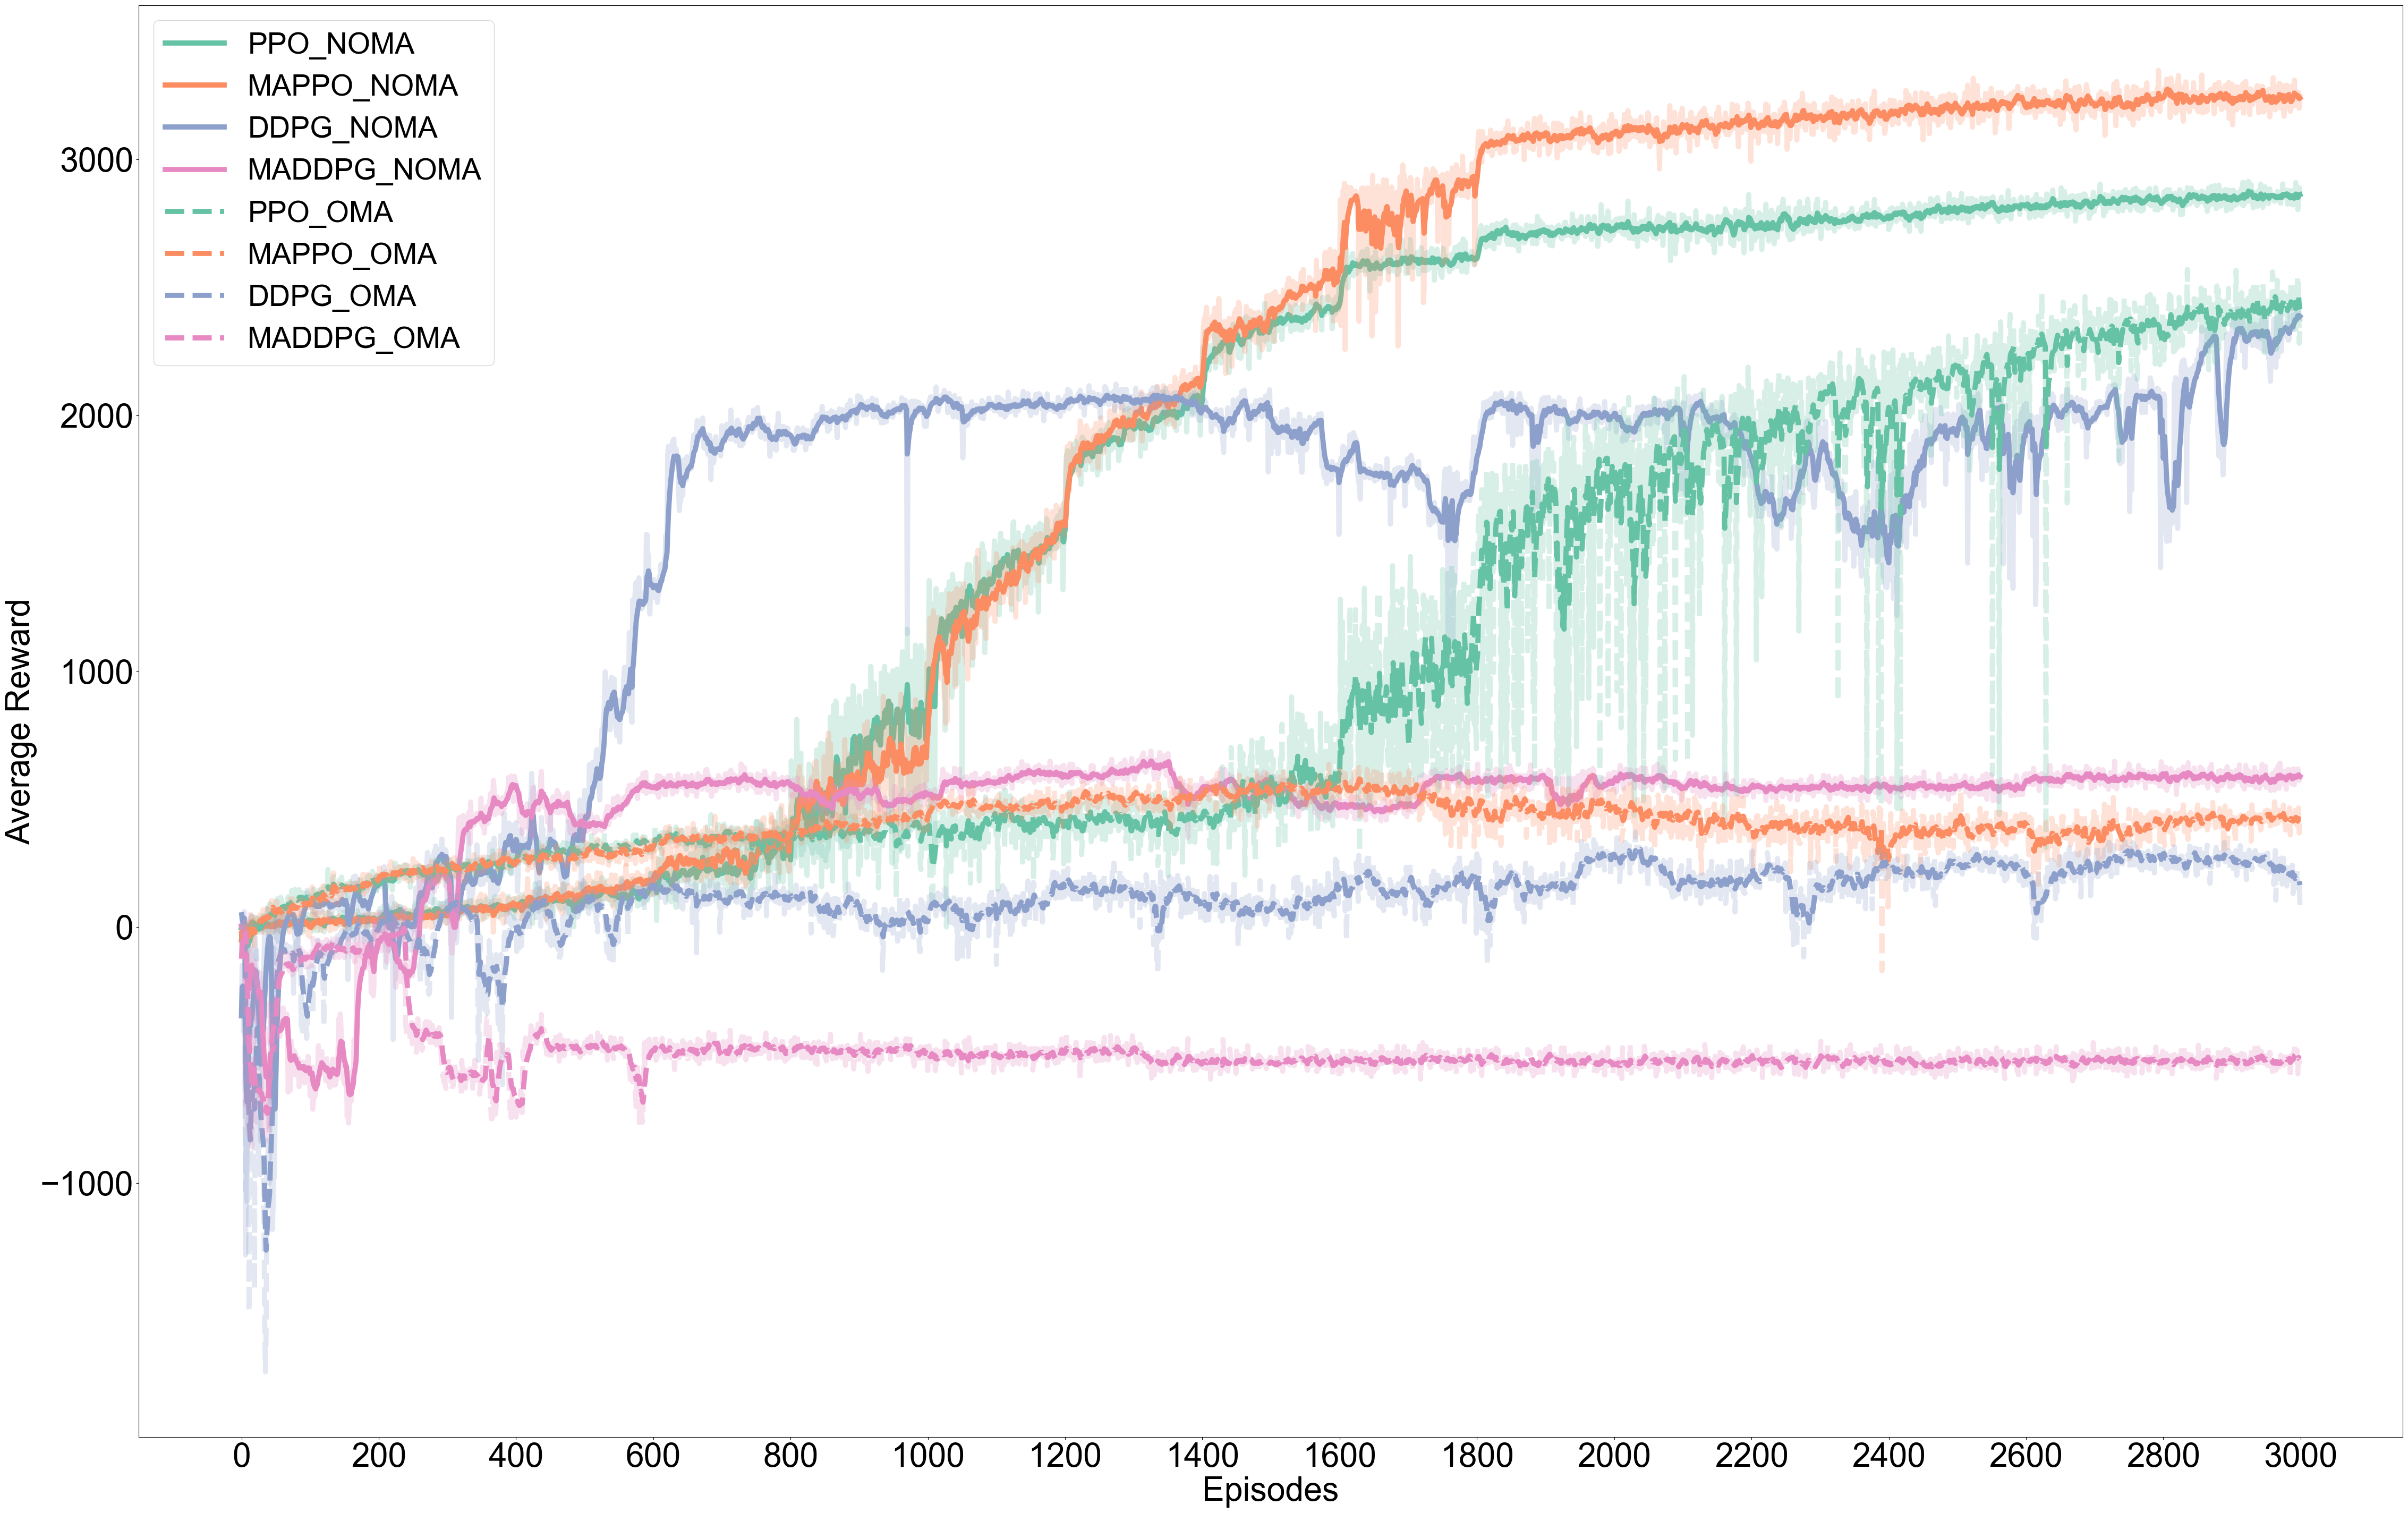 PPO_NOMA
MAPPO_NOMA
DDPG_NOMA
MADDPG_NOMA
PPO_OMA
MAPPO_OMA
DDPG_OMA
MADDPG_OMA
3000
2000
1000
0
−1000
Average Reward
0 200 400 600 800 1000 1200 1400 1600 1800 2000 2200 2400 2600 2800 3000
Episodes